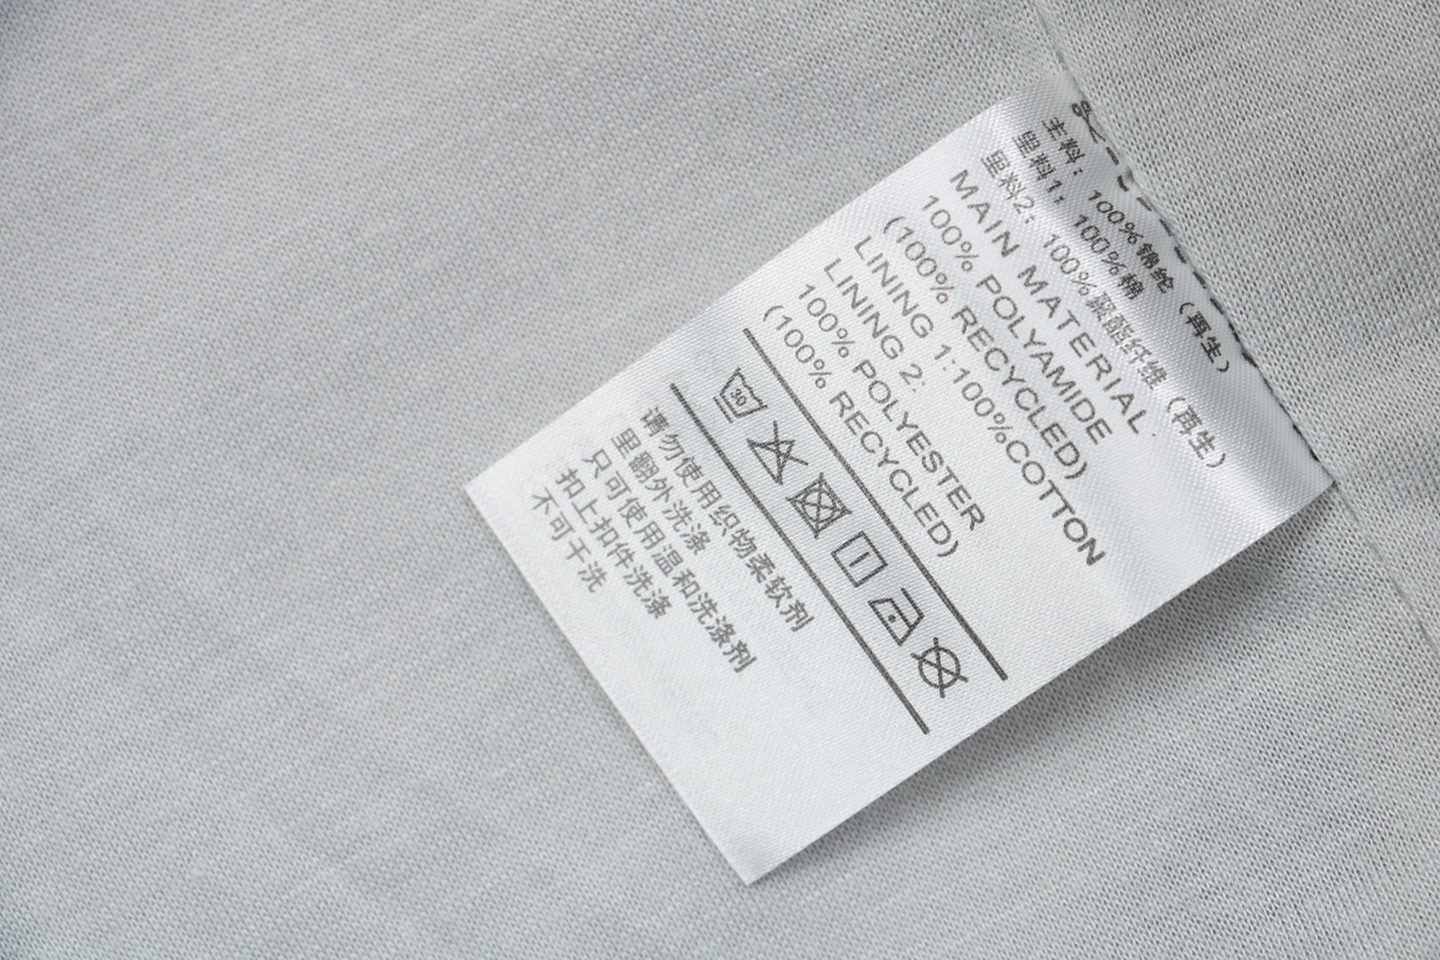 主料：100%锦纶（再生）
里料1：100%棉
里料2：100%聚酯纤维（再生）
MAIN MATERIAL
100% POLYAMIDE
(100% RECYCLED)
LINING 1:100%COTTON
LINING 2:
100% POLYESTER
(100% RECYCLED)
30
请勿使用织物柔软剂
里翻外洗涤
只可使用温和洗涤剂
扣上扣件洗涤
不可干洗